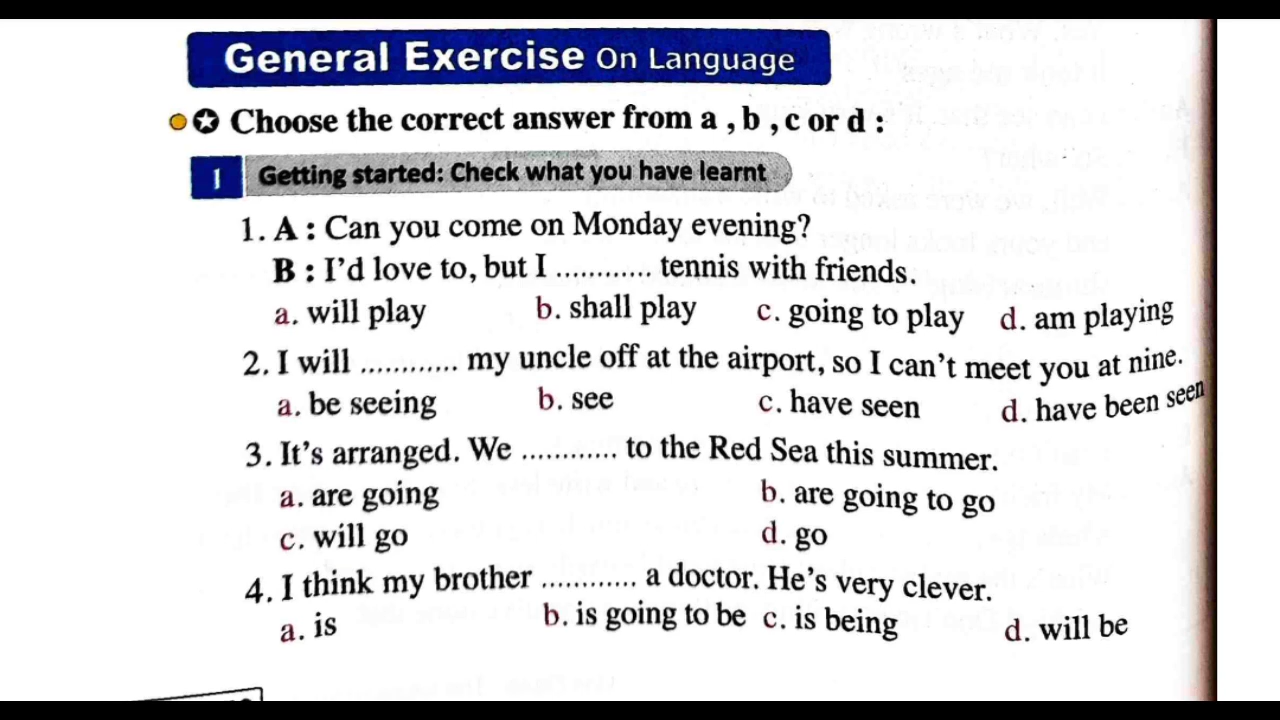 General Exercise On Language
Choose the correct answer from a , b , c or d :
1 Getting started: Check what you have learnt
1. A : Can you come on Monday evening?
B : I'd love to, but I ............ tennis with friends.
a. will play b. shall play c. going to play d. am playing
2. I will ............ my uncle off at the airport, so I can't meet you at nine.
a. be seeing b. see c. have seen d. have been seen
3. It's arranged. We ............ to the Red Sea this summer.
a. are going b. are going to go
c. will go d. go
4. I think my brother ............ a doctor. He's very clever.
a. is b. is going to be c. is being d. will be